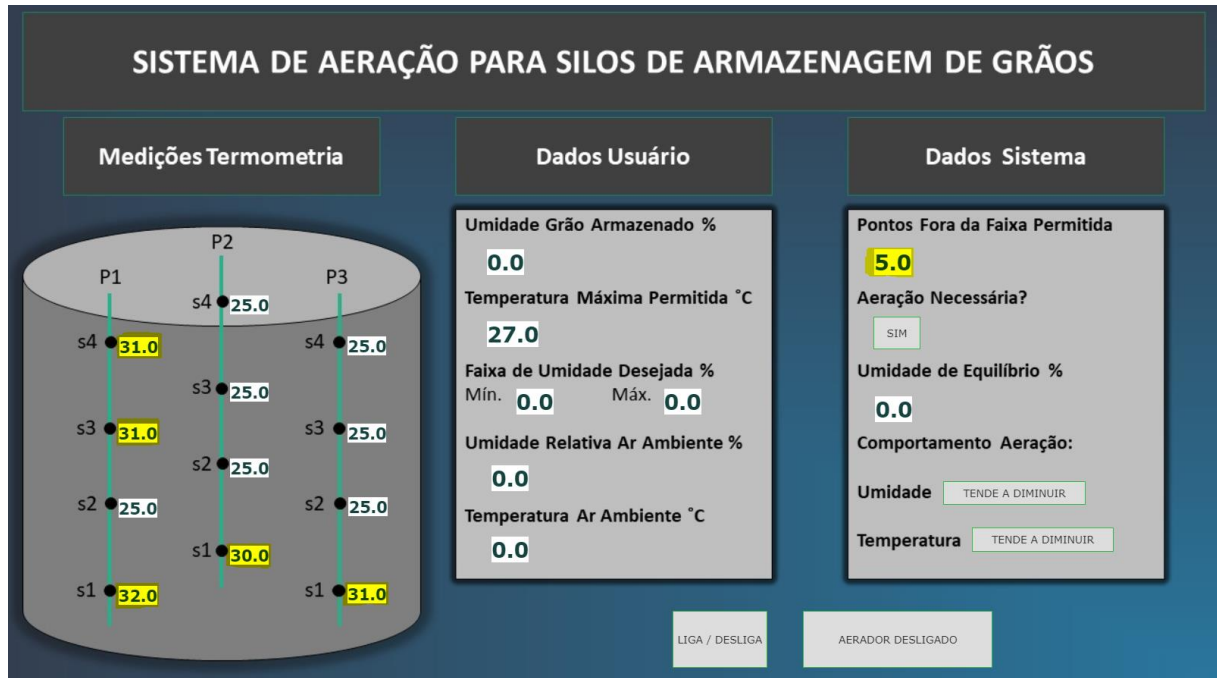 SISTEMA DE AERAÇÃO PARA SILOS DE ARMAZENAGEM DE GRÃOS
Medições Termometria
P2
P1
P3
s4 25.0
s4 31.0
s4 25.0
s3 25.0
s3 31.0
s3 25.0
s2 25.0
s2 25.0
s2 25.0
s1 30.0
s1 32.0
s1 31.0
Dados Usuário
Umidade Grão Armazenado %
0.0
Temperatura Máxima Permitida ˚C
27.0
Faixa de Umidade Desejada %
Mín. 0.0 Máx. 0.0
Umidade Relativa Ar Ambiente %
0.0
Temperatura Ar Ambiente ˚C
0.0
Dados Sistema
Pontos Fora da Faixa Permitida
5.0
Aeração Necessária?
SIM
Umidade de Equilíbrio %
0.0
Comportamento Aeração:
Umidade TENDE A DIMINUIR
Temperatura TENDE A DIMINUIR
LIGA / DESLIGA
AERADOR DESLIGADO